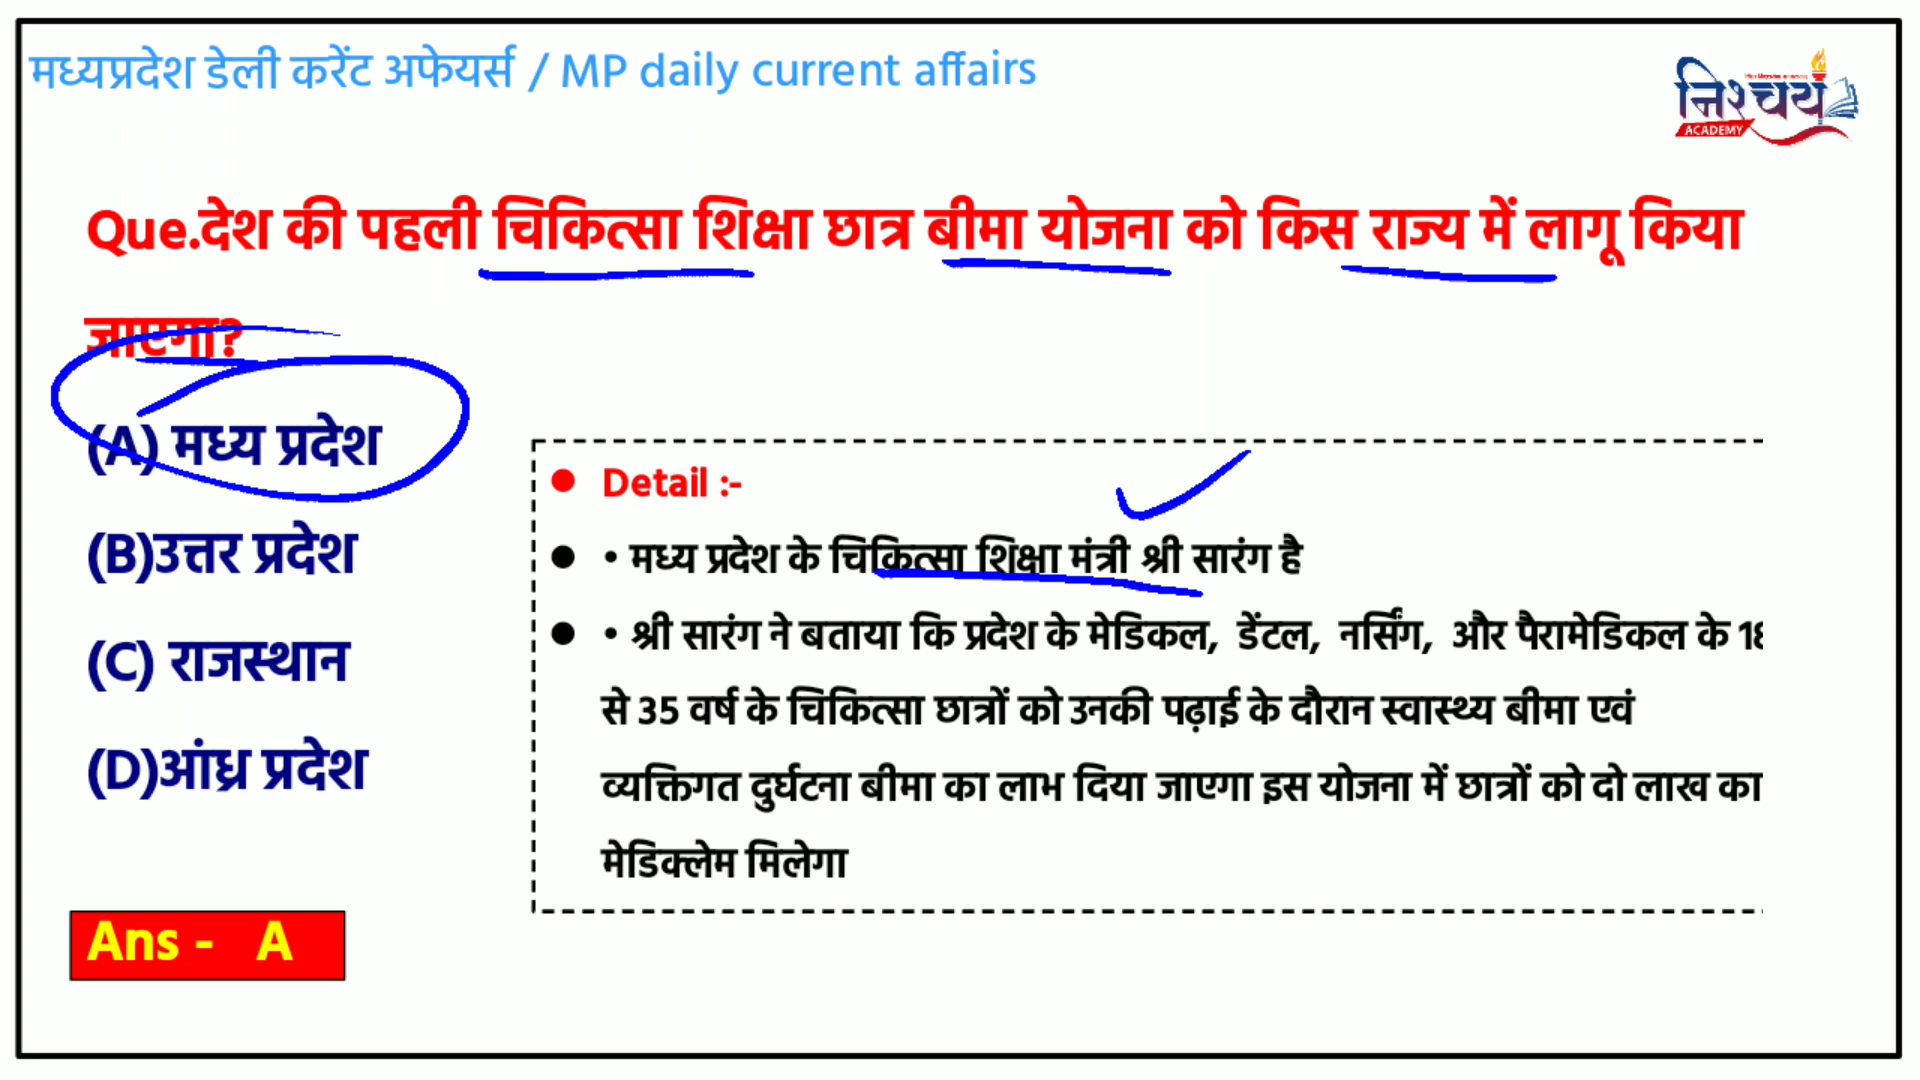 मध्यप्रदेश डेली करेंट अफेयर्स / MP daily current affairs
निश्चय
ACADEMY
Que.देश की पहली चिकित्सा शिक्षा छात्र बीमा योजना को किस राज्य में लागू किया
जाएगा?
(A) मध्य प्रदेश
(B)उत्तर प्रदेश
(C) राजस्थान
(D)आंध्र प्रदेश
Ans - A
Detail :-
• मध्य प्रदेश के चिकित्सा शिक्षा मंत्री श्री सारंग है
• श्री सारंग ने बताया कि प्रदेश के मेडिकल, डेंटल, नर्सिंग, और पैरामेडिकल के 18
से 35 वर्ष के चिकित्सा छात्रों को उनकी पढ़ाई के दौरान स्वास्थ्य बीमा एवं
व्यक्तिगत दुर्घटना बीमा का लाभ दिया जाएगा इस योजना में छात्रों को दो लाख का
मेडिक्लेम मिलेगा